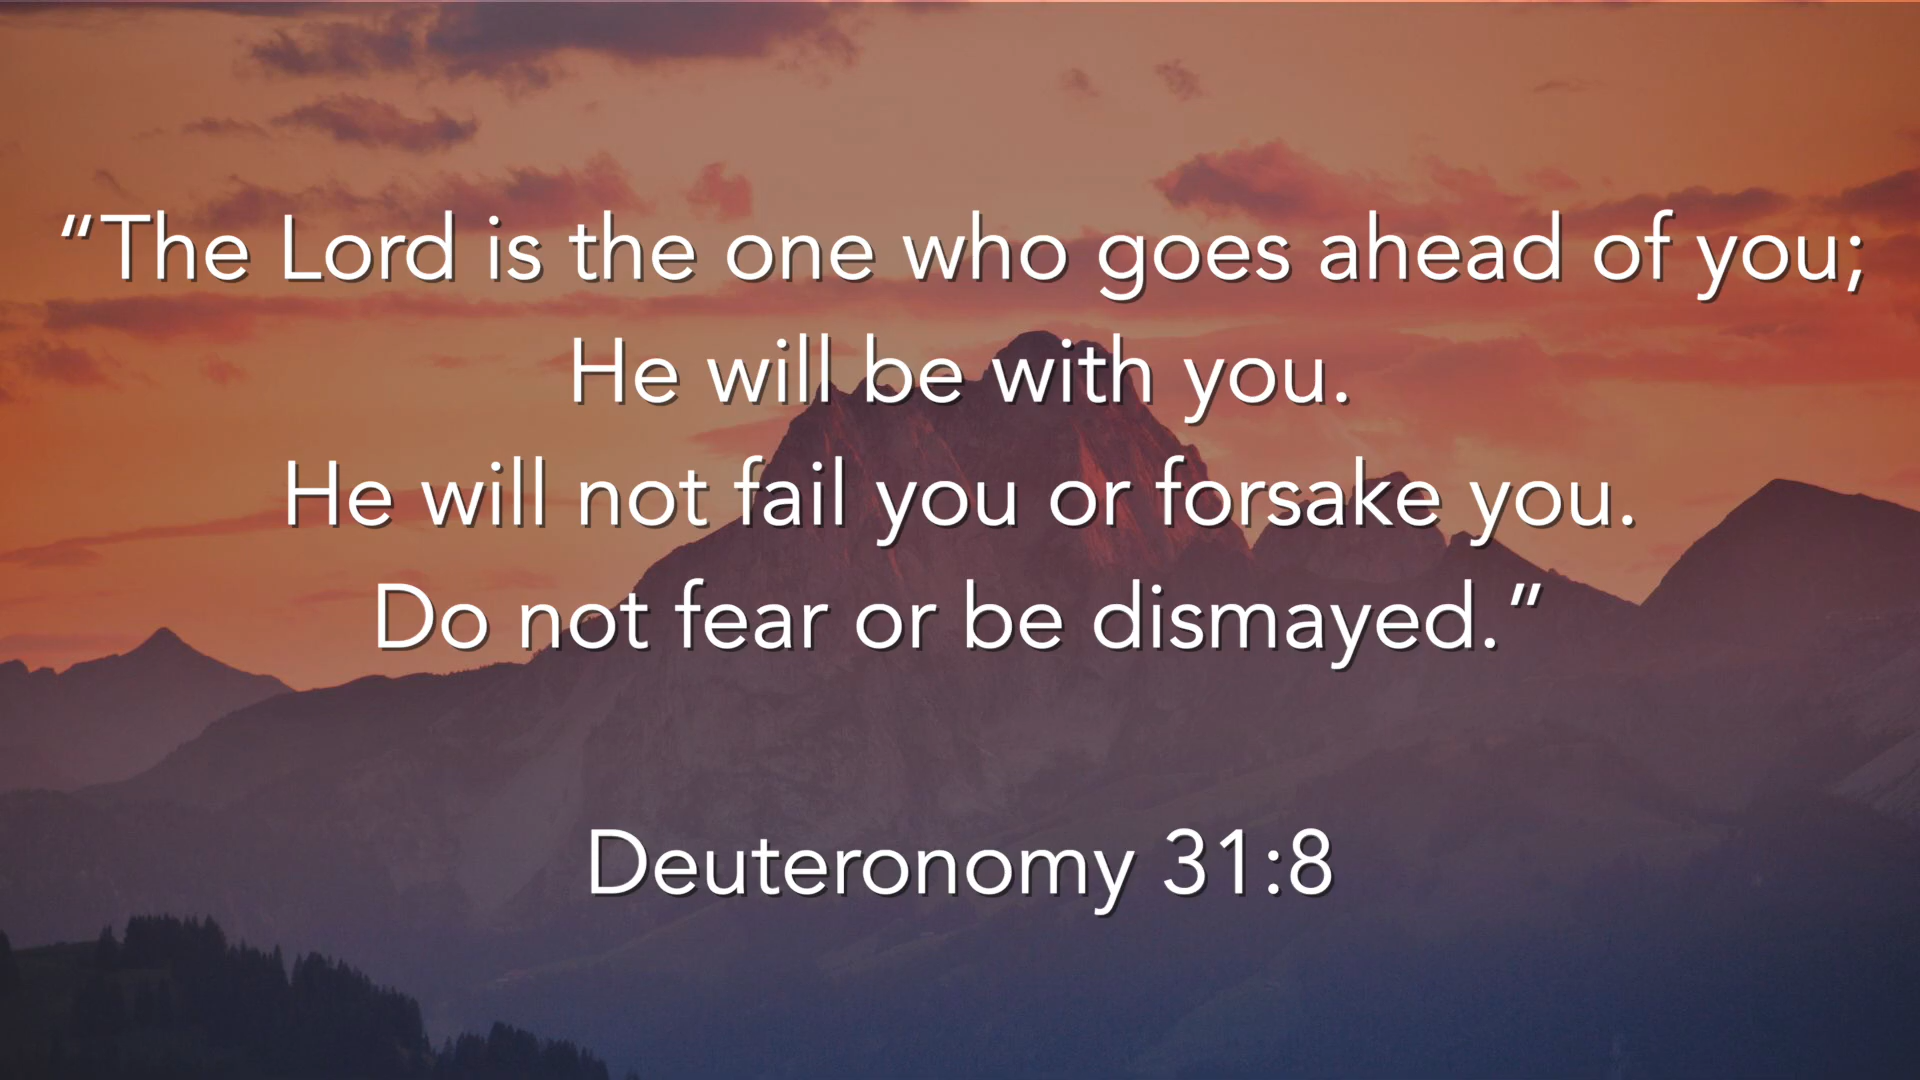 “The Lord is the one who goes ahead of you;
He will be with you.
He will not fail you or forsake you.
Do not fear or be dismayed.”
Deuteronomy 31:8